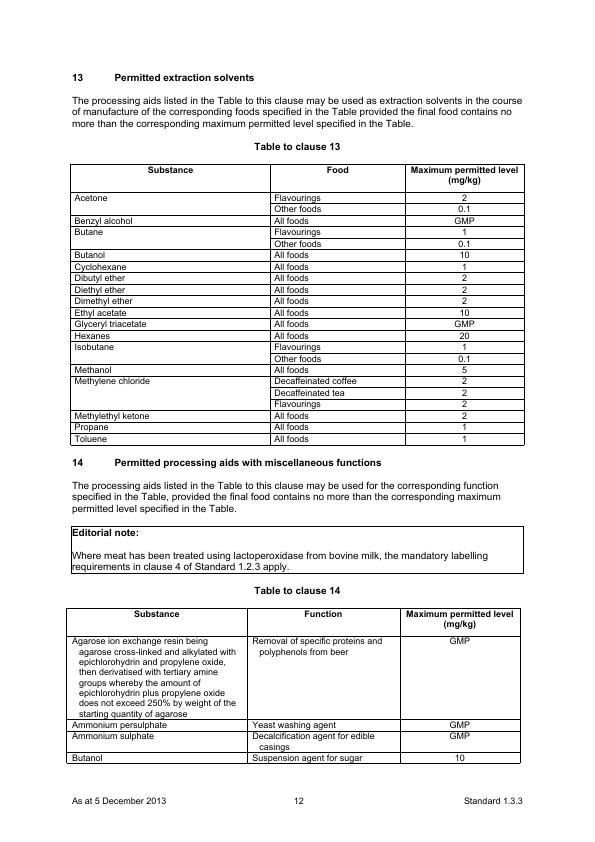 13 Permitted extraction solvents
The processing aids listed in the Table to this clause may be used as extraction solvents in the course
of manufacture of the corresponding foods specified in the Table provided the final food contains no
more than the corresponding maximum permitted level specified in the Table.
Table to clause 13
Substance Food Maximum permitted level
(mg/kg)
Acetone Flavourings 2
Other foods 0.1
Benzyl alcohol All foods GMP
Butane Flavourings 1
Other foods 0.1
Butanol All foods 10
Cyclohexane All foods 1
Dibutyl ether All foods 2
Diethyl ether All foods 2
Dimethyl ether All foods 2
Ethyl acetate All foods 10
Glyceryl triacetate All foods GMP
Hexanes All foods 20
Isobutane Flavourings 1
Other foods 0.1
Methanol All foods 5
Methylene chloride Decaffeinated coffee 2
Decaffeinated tea 2
Flavourings 2
Methylethyl ketone All foods 2
Propane All foods 1
Toluene All foods 1
14 Permitted processing aids with miscellaneous functions
The processing aids listed in the Table to this clause may be used for the corresponding function
specified in the Table, provided the final food contains no more than the corresponding maximum
permitted level specified in the Table.
Editorial note:
Where meat has been treated using lactoperoxidase from bovine milk, the mandatory labelling
requirements in clause 4 of Standard 1.2.3 apply.
Table to clause 14
Substance Function Maximum permitted level
(mg/kg)
Agarose ion exchange resin being Removal of specific proteins and GMP
agarose cross-linked and alkylated with polyphenols from beer
epichlorohydrin and propylene oxide,
then derivatised with tertiary amine
groups whereby the amount of
epichlorohydrin plus propylene oxide
does not exceed 250% by weight of the
starting quantity of agarose
Ammonium persulphate Yeast washing agent GMP
Ammonium sulphate Decalcification agent for edible GMP
casings
Butanol Suspension agent for sugar 10
As at 5 December 2013 12 Standard 1.3.3